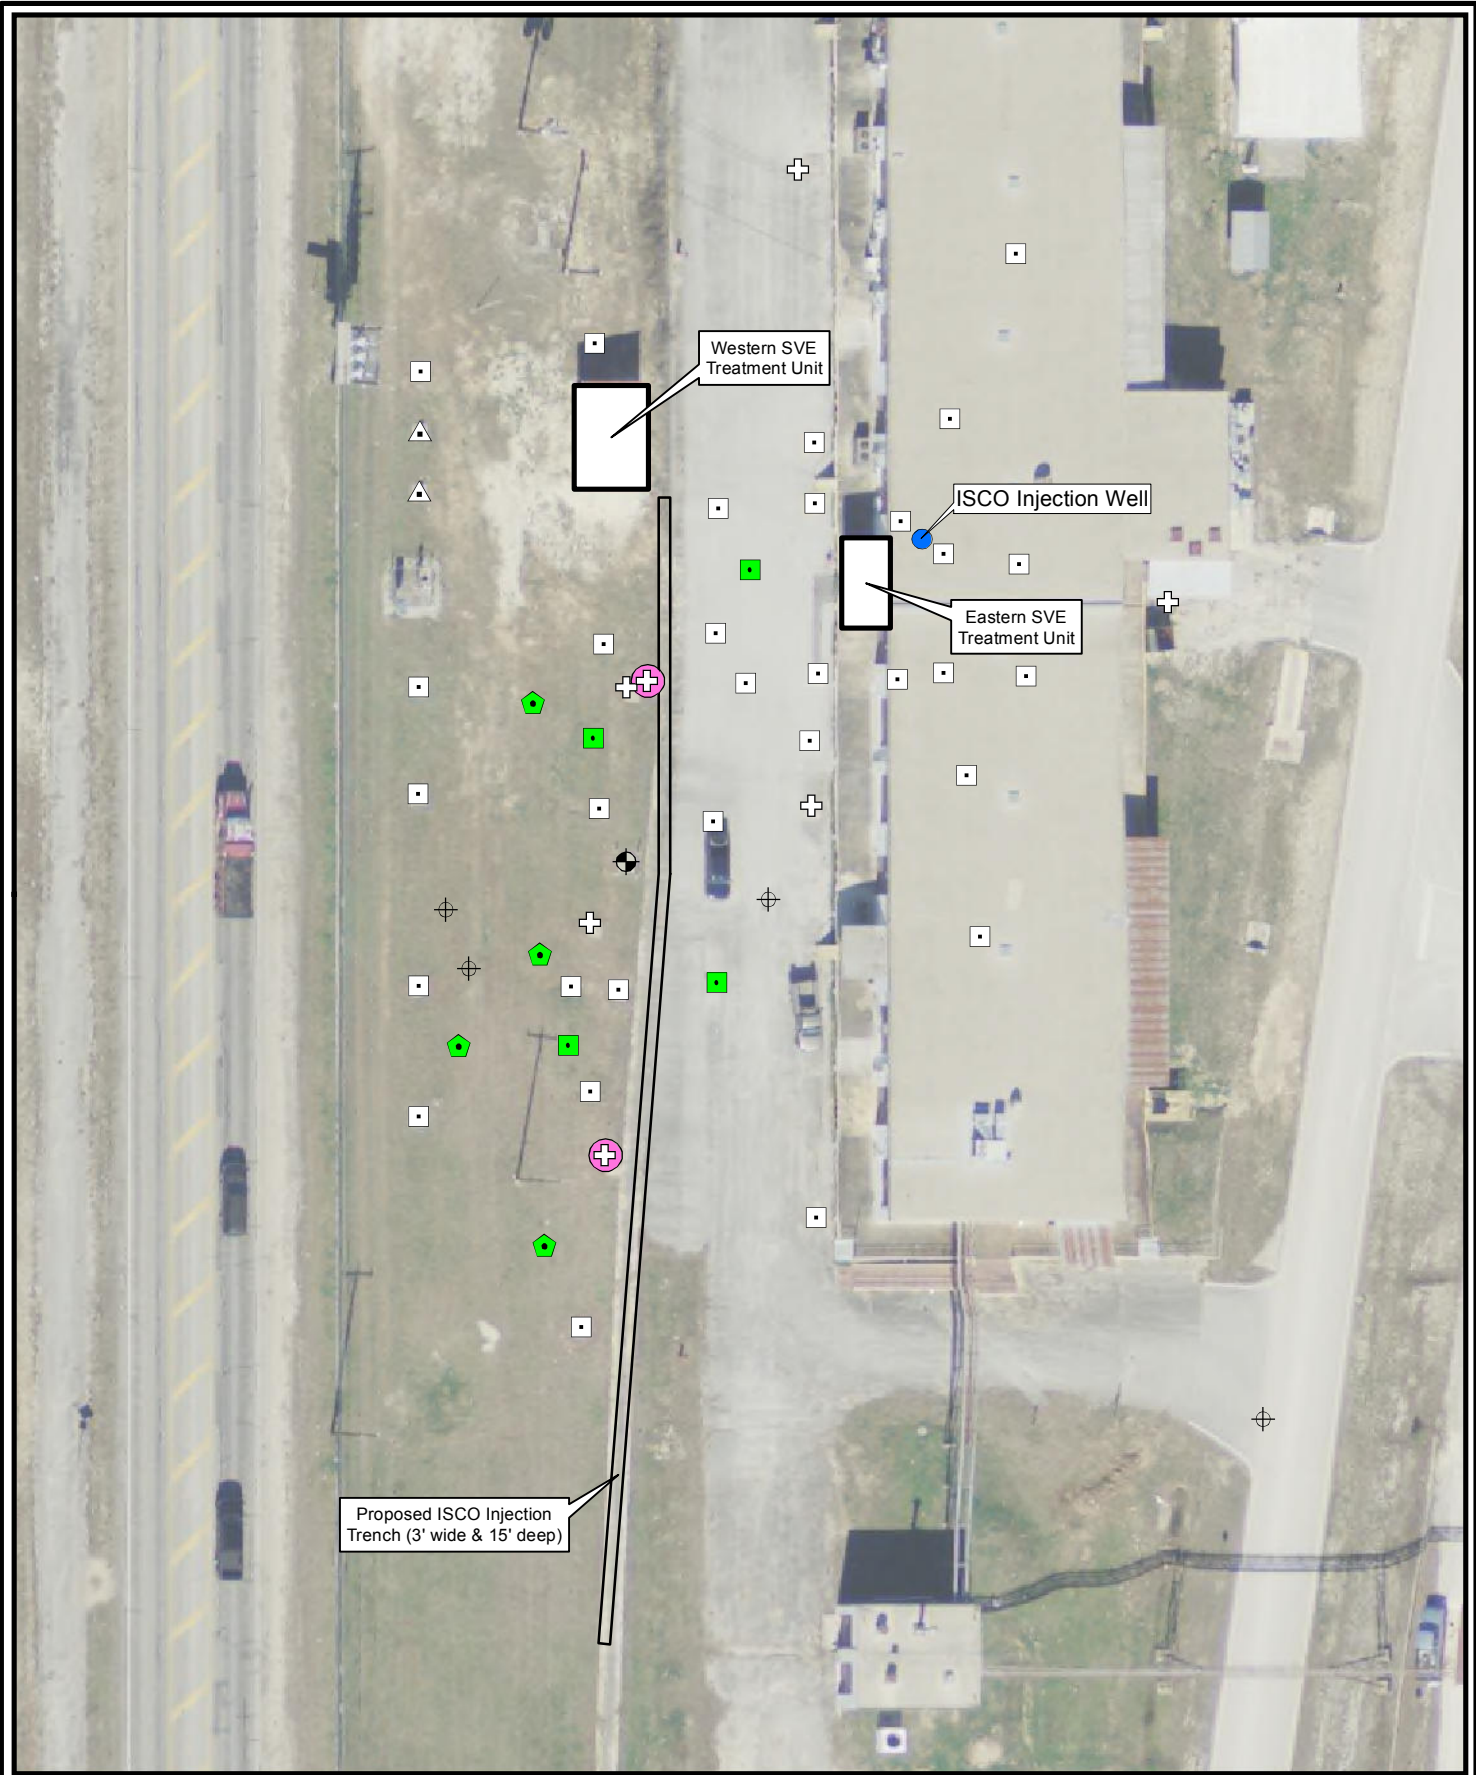 Western SVE
Treatment Unit
ISCO Injection Well
Eastern SVE
Treatment Unit
Proposed ISCO Injection
Trench (3' wide & 15' deep)